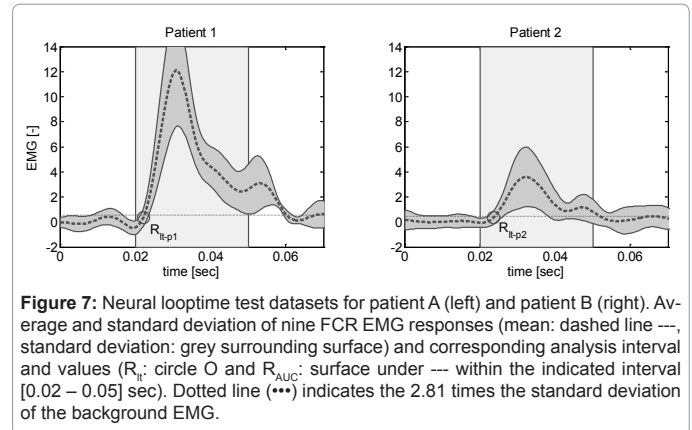 Patient 1
Patient 2
14
12
10
8
6
4
2
0
-2
EMG [-]
R_lt-p1
0
0.02
0.04
0.06
time [sec]
14
12
10
8
6
4
2
0
-2
R_lt-p2
0
0.02
0.04
0.06
time [sec]
Figure 7: Neural looptime test datasets for patient A (left) and patient B (right). Av-
erage and standard deviation of nine FCR EMG responses (mean: dashed line ---,
standard deviation: grey surrounding surface) and corresponding analysis interval
and values (R_lt: circle O and R_AUC: surface under --- within the indicated interval
[0.02 – 0.05] sec). Dotted line (•••) indicates the 2.81 times the standard deviation
of the background EMG.